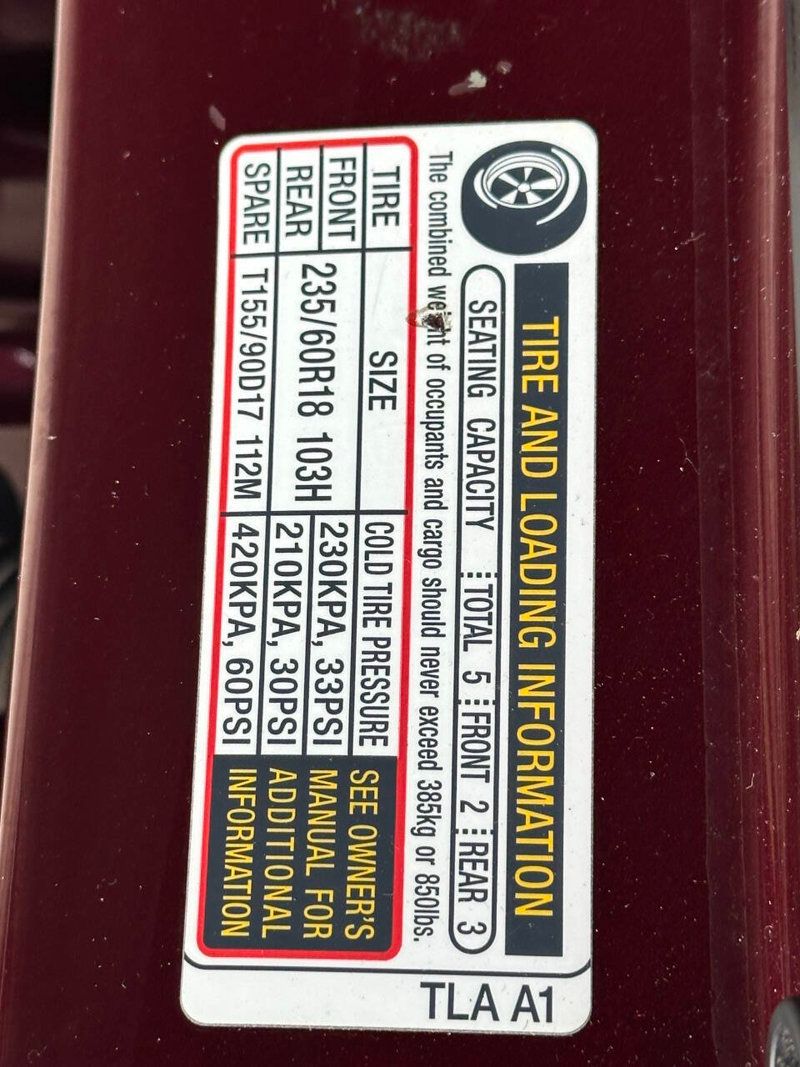 TIRE AND LOADING INFORMATION
SEATING CAPACITY TOTAL 5 FRONT 2 REAR 3
The combined weight of occupants and cargo should never exceed 385kg or 850lbs.
TIRE SIZE COLD TIRE PRESSURE
FRONT 235/60R18 103H 230KPA, 33PSI
REAR 210KPA, 30PSI
SPARE T155/90D17 112M 420KPA, 60PSI
SEE OWNER'S
MANUAL FOR
ADDITIONAL
INFORMATION
TLA A1